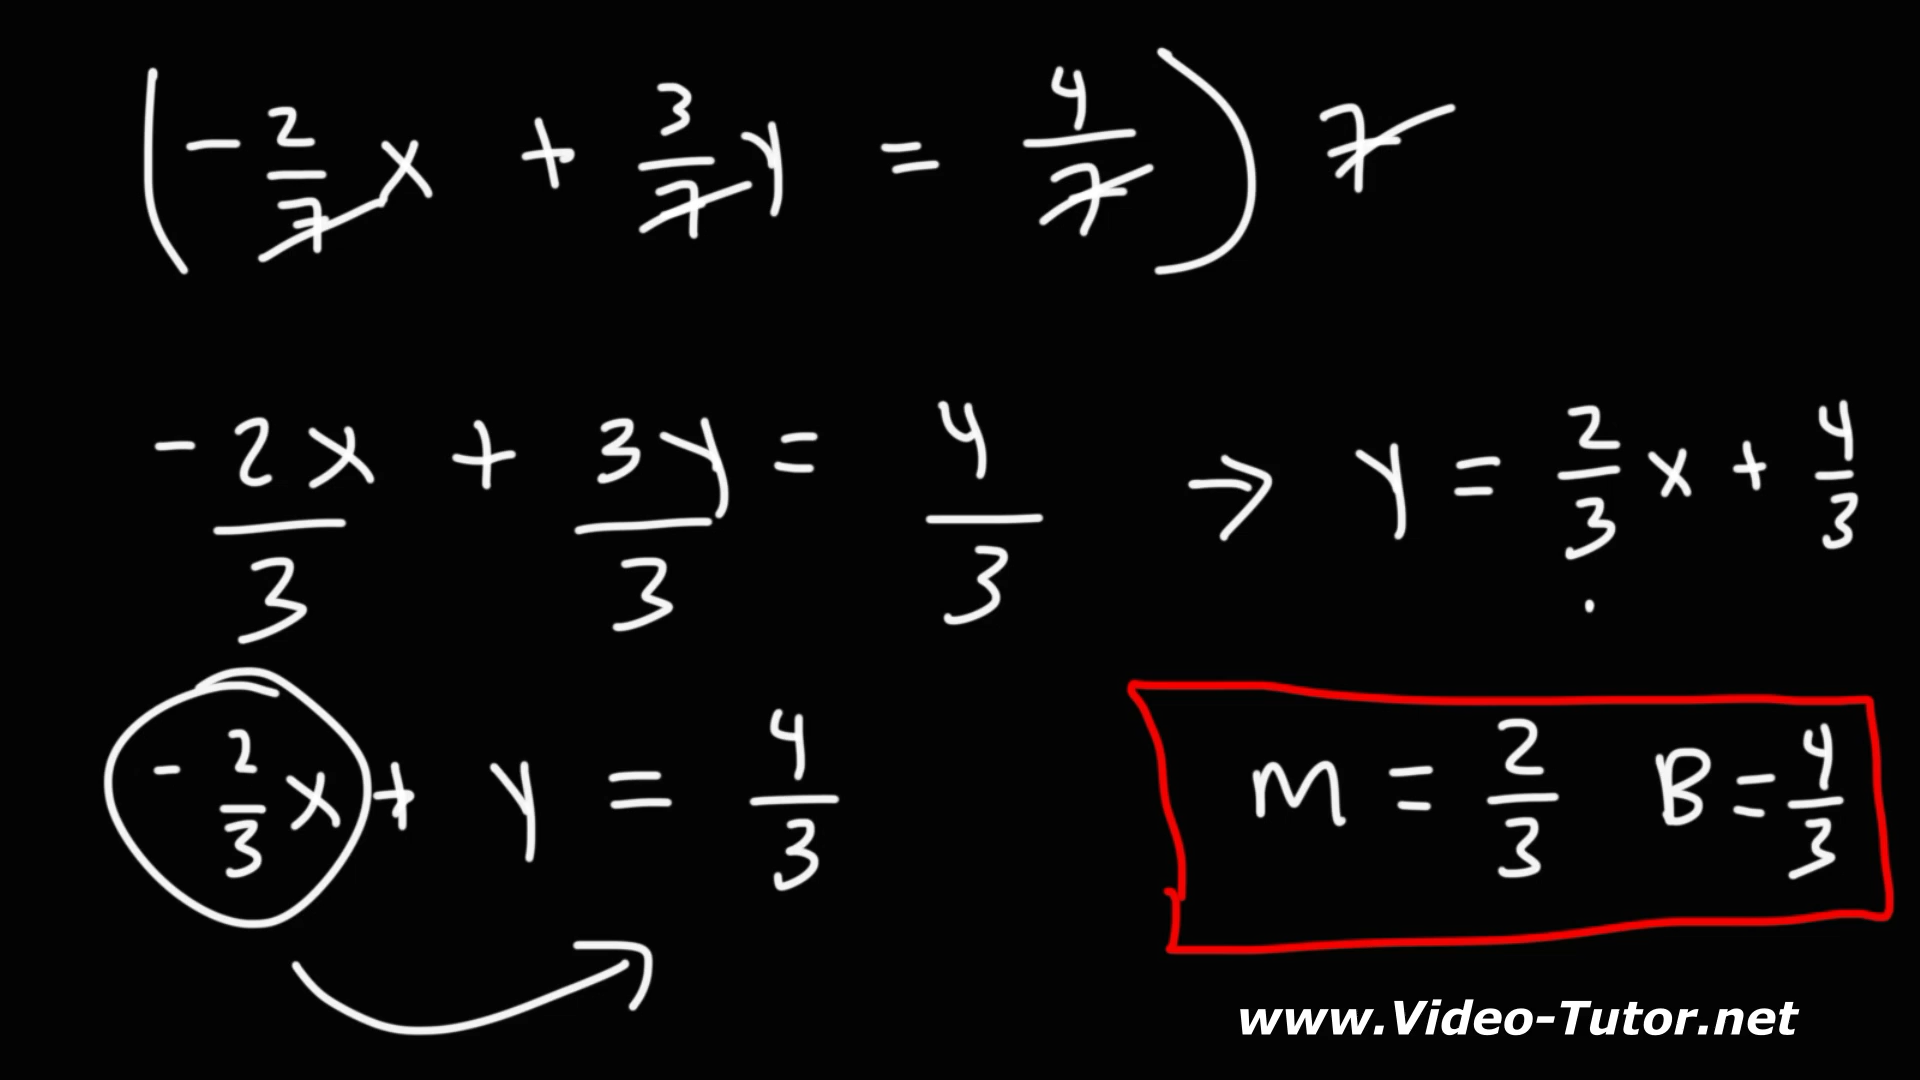 (-2/7x + 3/7y = 4/7) 7
-2x/3 + 3y/3 = 4/3 → y = 2/3x + 4/3
-2/3x + y = 4/3
M = 2/3 B = 4/3
www.Video-Tutor.net